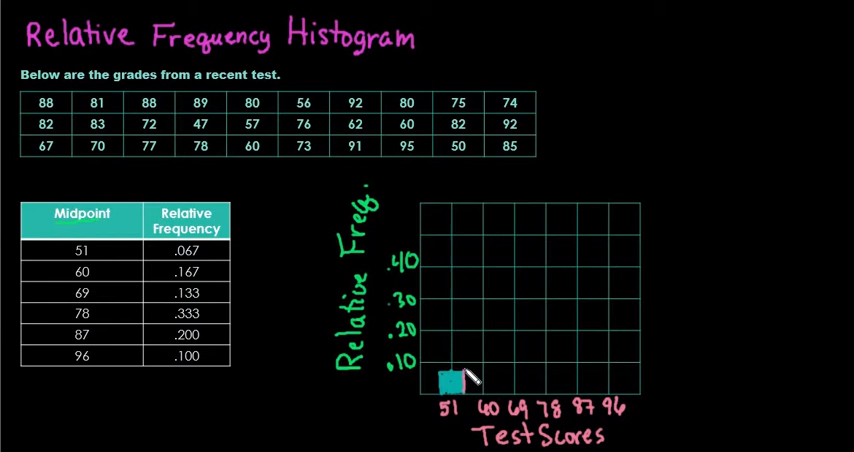 Relative Frequency Histogram
Below are the grades from a recent test.
88 81 88 89 80 56 92 80 75 74
82 83 72 47 57 76 62 60 82 92
67 70 77 78 60 73 91 95 50 85
Midpoint Relative Frequency
51 .067
60 .167
69 .133
78 .333
87 .200
96 .100
Relative Freq.
.40
.30
.20
.10
51 60 69 78 87 96
Test Scores